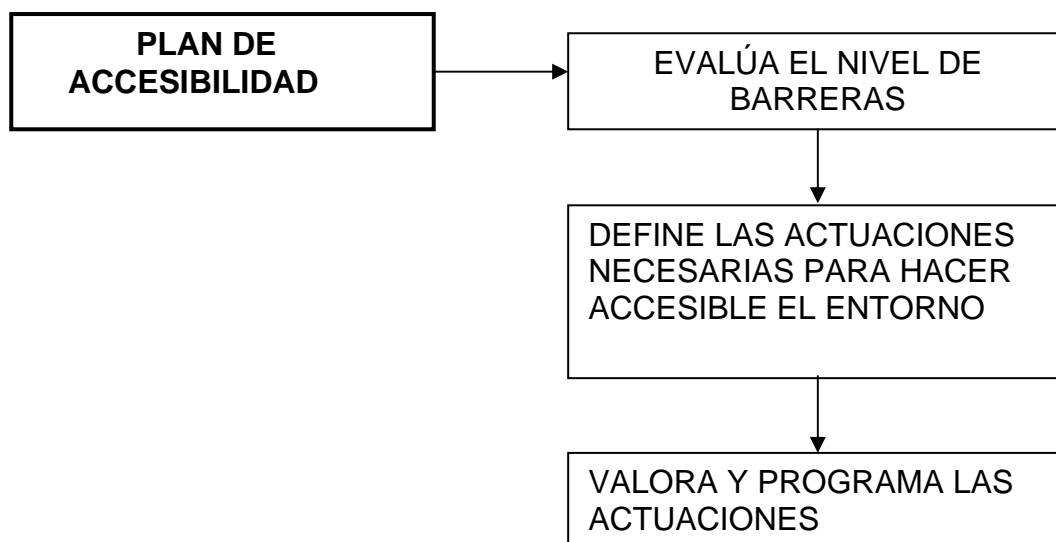 PLAN DE
ACCESIBILIDAD
EVALÚA EL NIVEL DE
BARRERAS
DEFINE LAS ACTUACIONES
NECESARIAS PARA HACER
ACCESIBLE EL ENTORNO
VALORA Y PROGRAMA LAS
ACTUACIONES